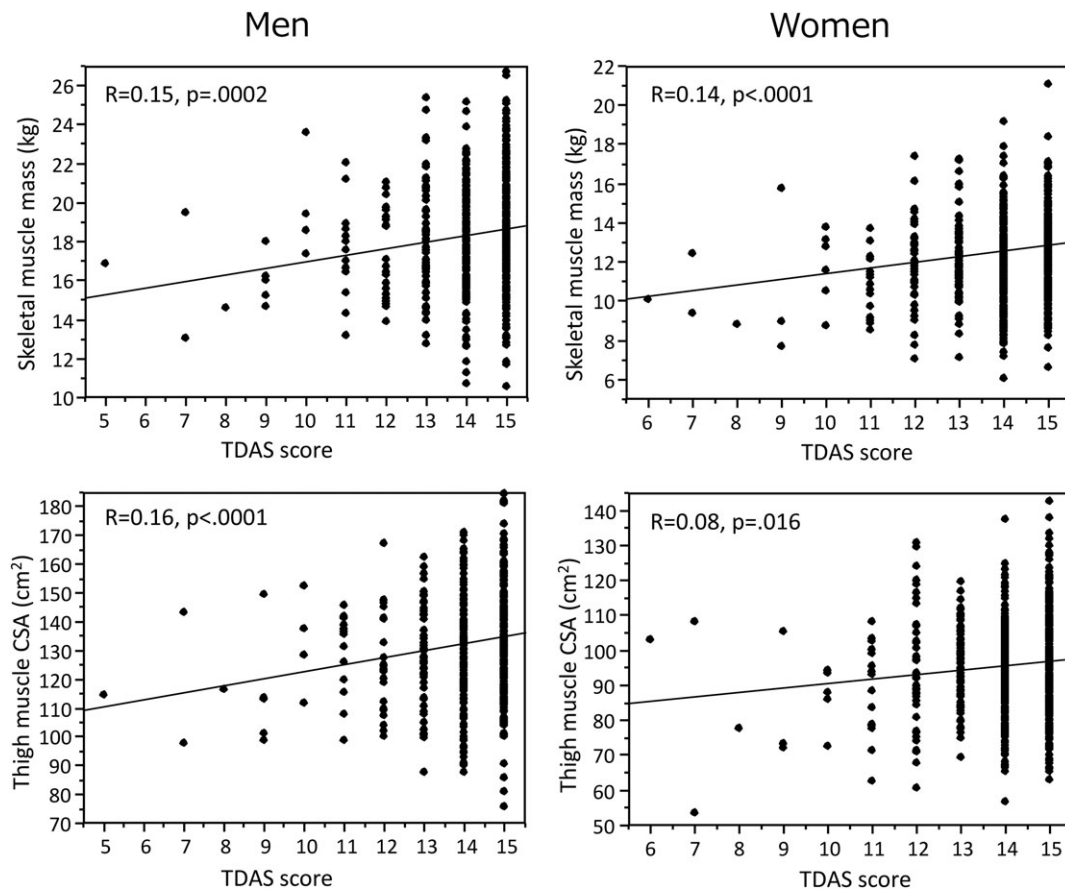 Men
Women
R=0.15, p=.0002
Skeletal muscle mass (kg)
26
24
22
20
18
16
14
12
10
5 6 7 8 9 10 11 12 13 14 15
TDAS score
R=0.14, p<.0001
Skeletal muscle mass (kg)
22
20
18
16
14
12
10
8
6
6 7 8 9 10 11 12 13 14 15
TDAS score
R=0.16, p<.0001
Thigh muscle CSA (cm²)
180
170
160
150
140
130
120
110
100
90
80
70
5 6 7 8 9 10 11 12 13 14 15
TDAS score
R=0.08, p=.016
Thigh muscle CSA (cm²)
140
130
120
110
100
90
80
70
60
50
6 7 8 9 10 11 12 13 14 15
TDAS score